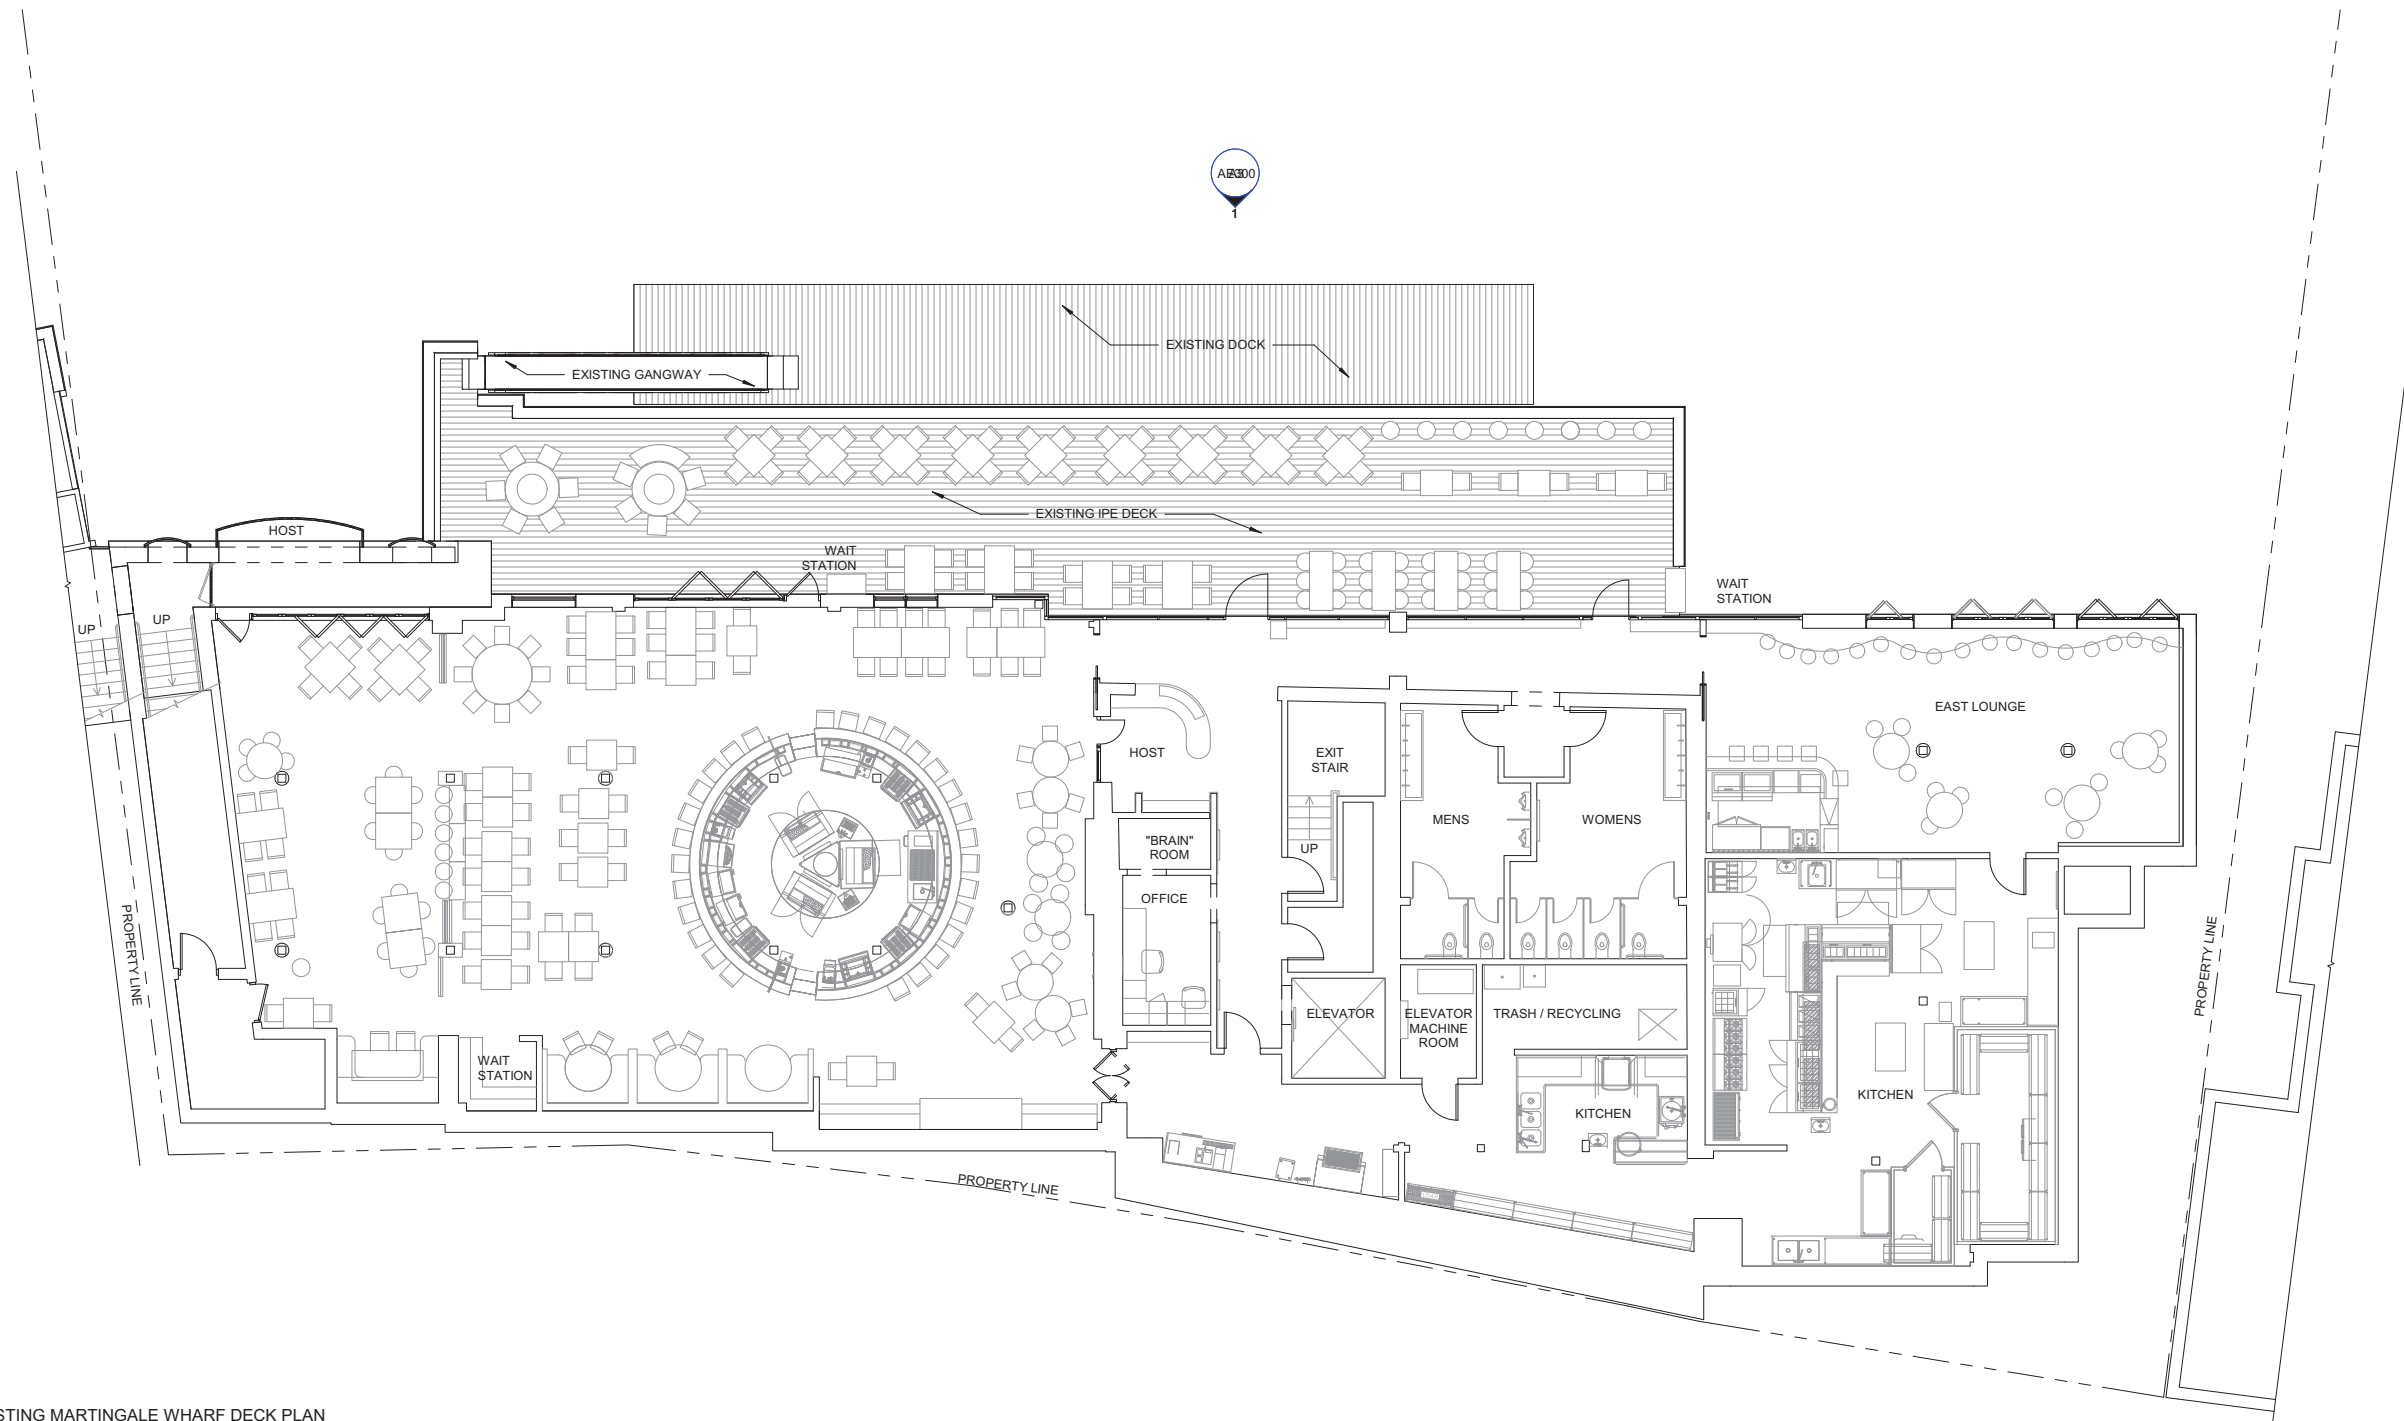 1
EXISTING DOCK
EXISTING GANGWAY
EXISTING IPE DECK
HOST
WAIT
STATION
WAIT
STATION
UP
UP
EAST LOUNGE
HOST
EXIT
STAIR
MENS
WOMENS
"BRAIN"
ROOM
UP
OFFICE
PROPERTY LINE
PROPERTY LINE
ELEVATOR
ELEVATOR
MACHINE
ROOM
TRASH / RECYCLING
WAIT
STATION
KITCHEN
KITCHEN
PROPERTY LINE
STING MARTINGALE WHARF DECK PLAN